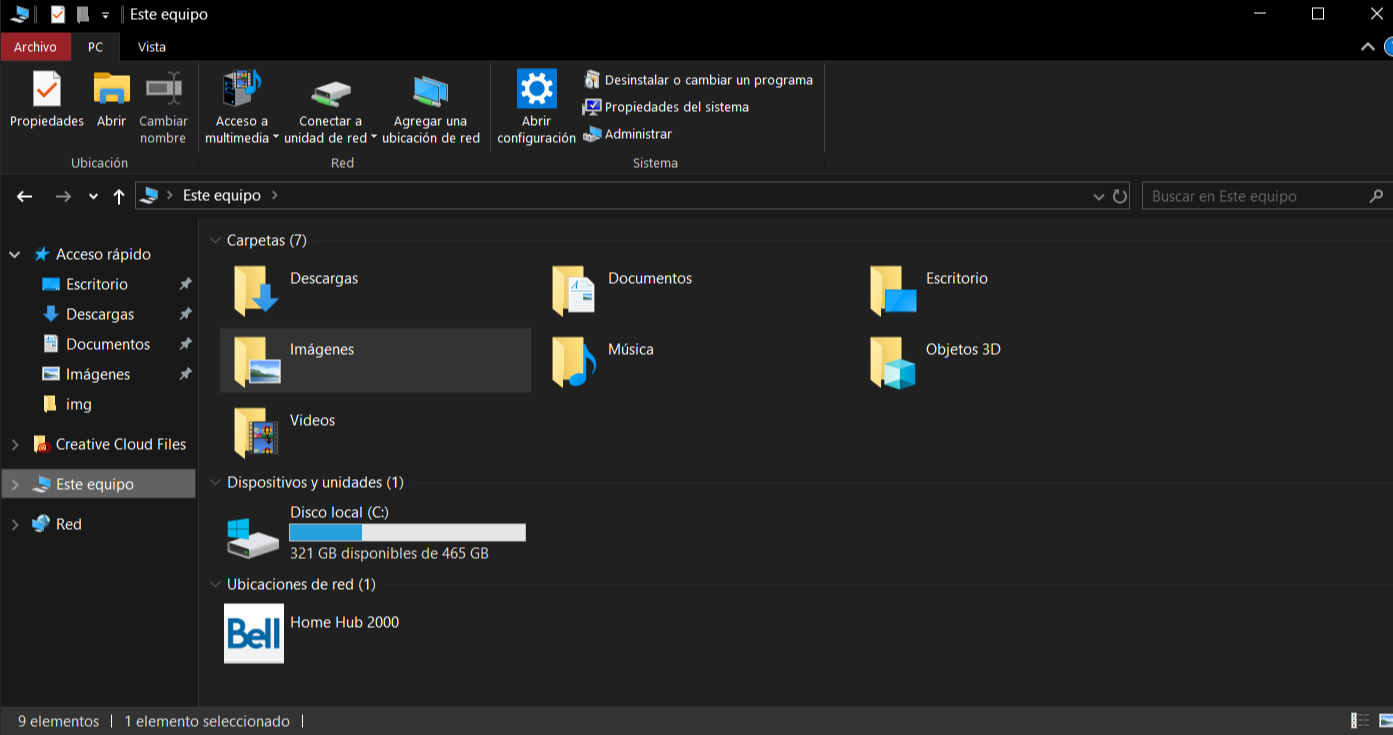 Este equipo
Archivo
PC
Vista
Propiedades
Abrir
Cambiar
nombre
Ubicación
Acceso a
multimedia
Conectar a
unidad de red
Agregar una
ubicación de red
Red
Abrir
configuración
Desinstalar o cambiar un programa
Propiedades del sistema
Administrar
Sistema
Este equipo
Buscar en Este equipo
Acceso rápido
Escritorio
Descargas
Documentos
Imágenes
img
Creative Cloud Files
Este equipo
Red
Carpetas (7)
Descargas
Documentos
Escritorio
Imágenes
Música
Objetos 3D
Videos
Dispositivos y unidades (1)
Disco local (C:)
321 GB disponibles de 465 GB
Ubicaciones de red (1)
Bell
Home Hub 2000
9 elementos
1 elemento seleccionado